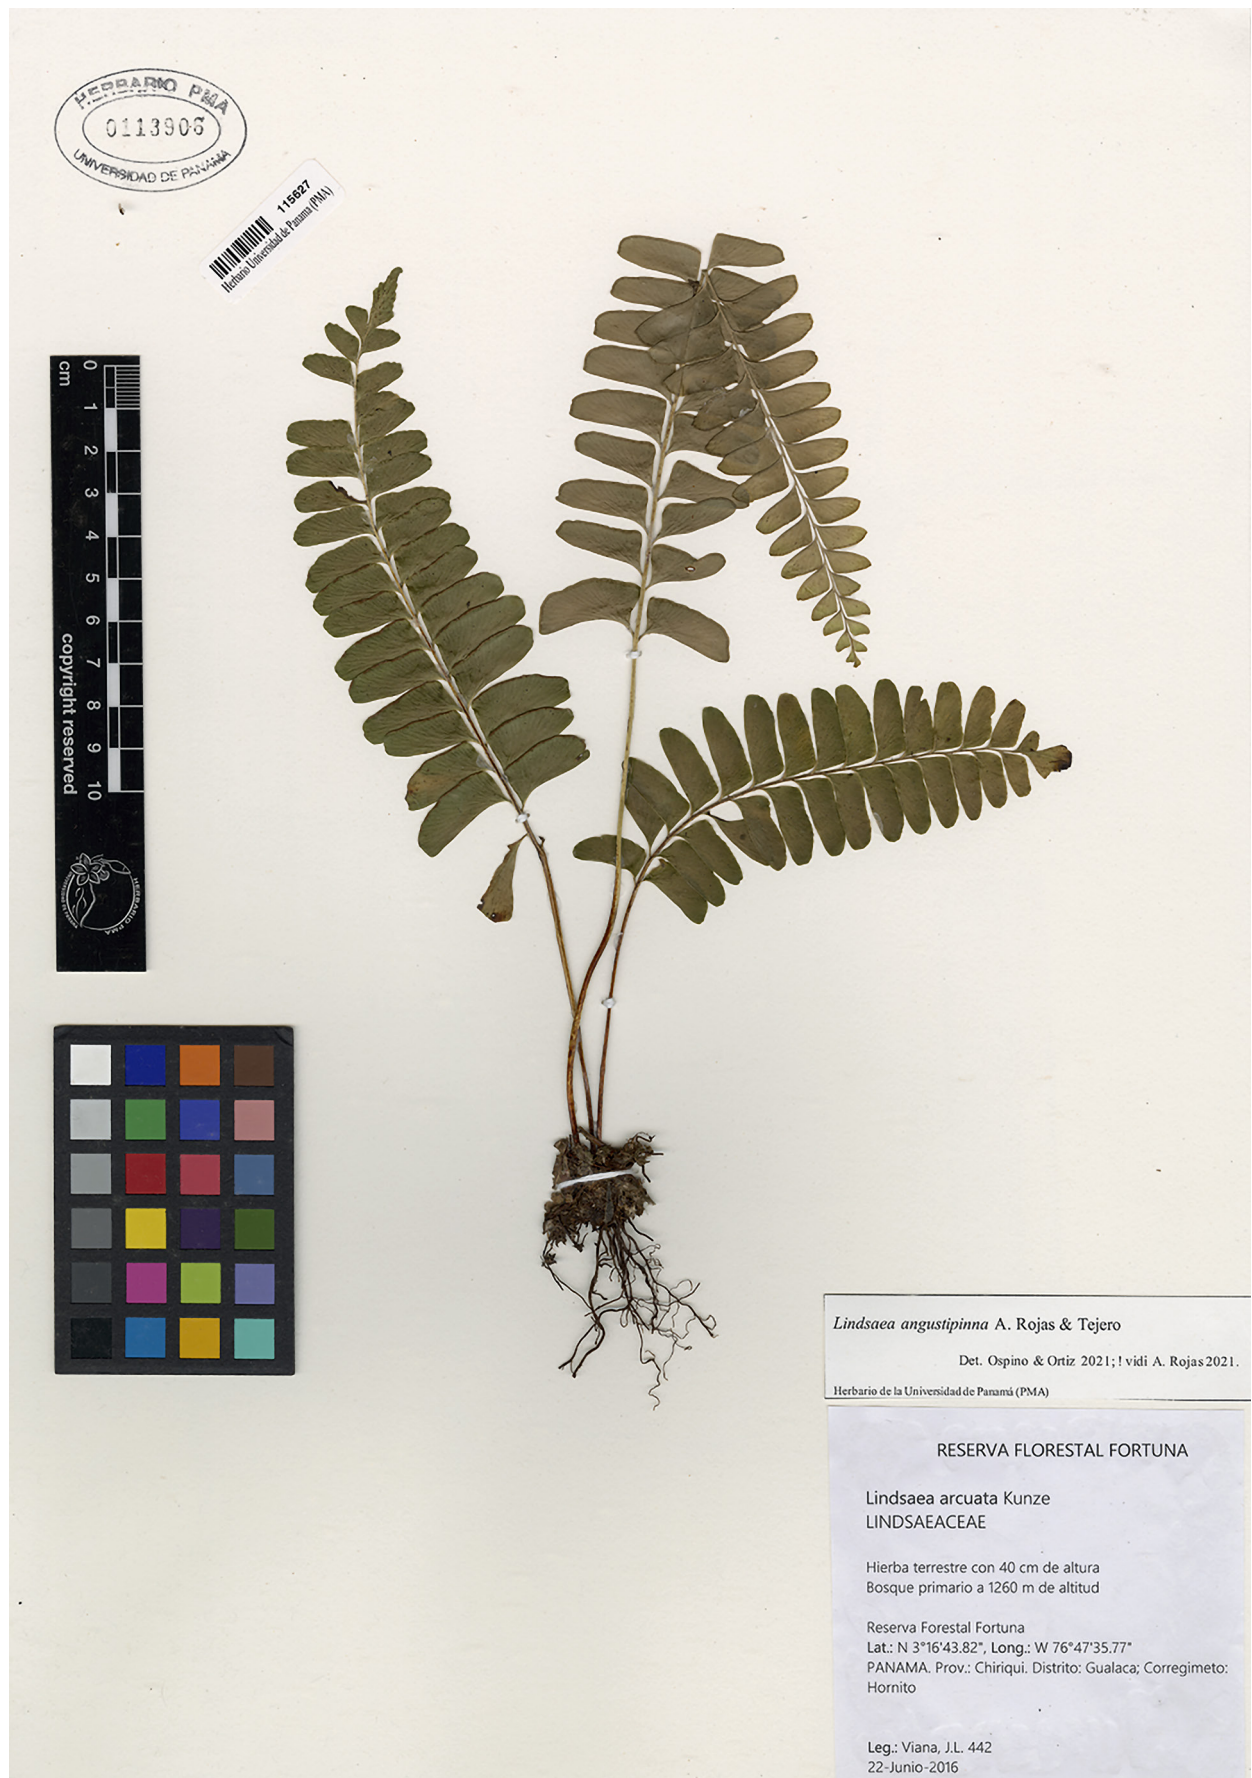 HERBARIO PMA
0113906
UNIVERSIDAD DE PANAMA
115627
Herbario Universidad de Panama (PMA)
cm
0
1
2
3
4
5
6
7
8
9
10
copyright reserved
HERBARIO PMA
Lindsaea angustipinna A. Rojas & Tejero
Det. Ospino & Ortiz 2021; ! vidi A. Rojas 2021.
Herbario de la Universidad de Panamá (PMA)
RESERVA FLORESTAL FORTUNA
Lindsaea arcuata Kunze
LINDSAEACEAE
Hierba terrestre con 40 cm de altura
Bosque primario a 1260 m de altitud
Reserva Forestal Fortuna
Lat.: N 3°16'43.82", Long.: W 76°47'35.77"
PANAMA. Prov.: Chiriqui. Distrito: Gualaca; Corregimeto:
Hornito
Leg.: Viana, J.L. 442
22-Junio-2016